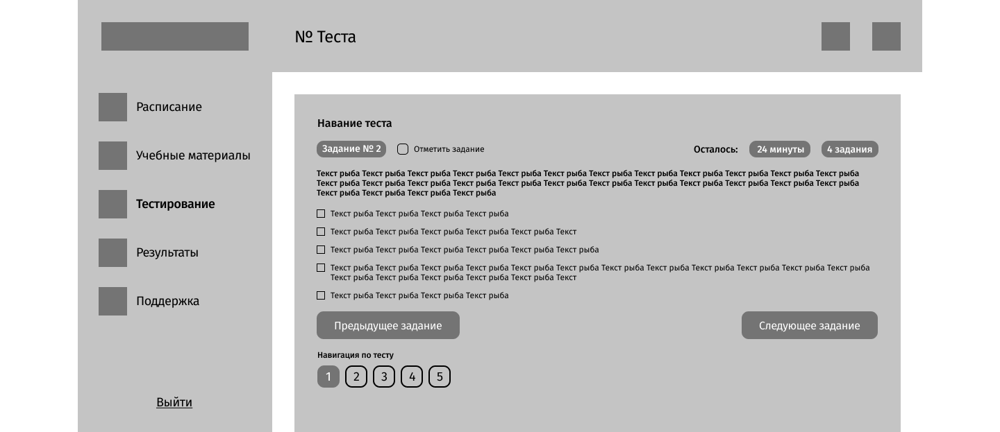 № Теста
Расписание
Учебные материалы
Тестирование
Результаты
Поддержка
Выйти
Навание теста
Задание № 2
Отметить задание
Осталось:
24 минуты
4 задания
Текст рыба Текст рыба Текст рыба Текст рыба Текст рыба Текст рыба Текст рыба Текст рыба Текст рыба Текст рыба Текст рыба Текст рыба
Текст рыба Текст рыба Текст рыба Текст рыба Текст рыба Текст рыба Текст рыба Текст рыба Текст рыба Текст рыба Текст рыба Текст рыба
Текст рыба Текст рыба Текст рыба Текст рыба
Текст рыба Текст рыба Текст рыба Текст рыба
Текст рыба Текст рыба Текст рыба Текст рыба Текст рыба Текст
Текст рыба Текст рыба Текст рыба Текст рыба Текст рыба Текст рыба
Текст рыба Текст рыба Текст рыба Текст рыба Текст рыба Текст рыба Текст рыба Текст рыба Текст рыба Текст рыба Текст рыба Текст рыба
Текст рыба Текст рыба Текст рыба Текст рыба Текст рыба Текст
Текст рыба Текст рыба Текст рыба Текст рыба
Предыдущее задание
Следующее задание
Навигация по тесту
1 2 3 4 5